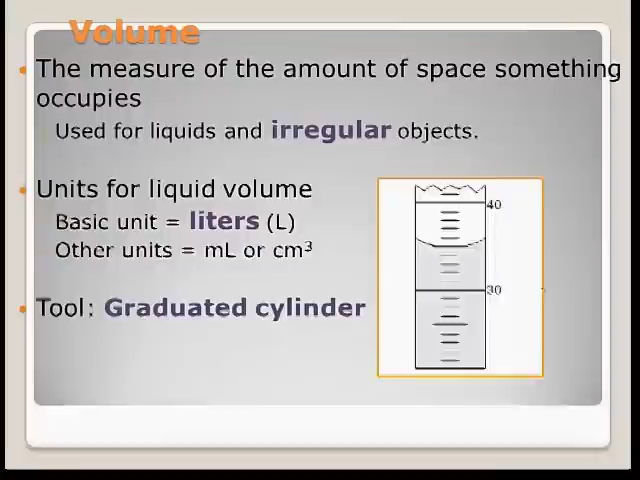 Volume
The measure of the amount of space something
occupies
Used for liquids and irregular objects.
Units for liquid volume
Basic unit = liters (L)
Other units = mL or cm³
Tool: Graduated cylinder
40
30